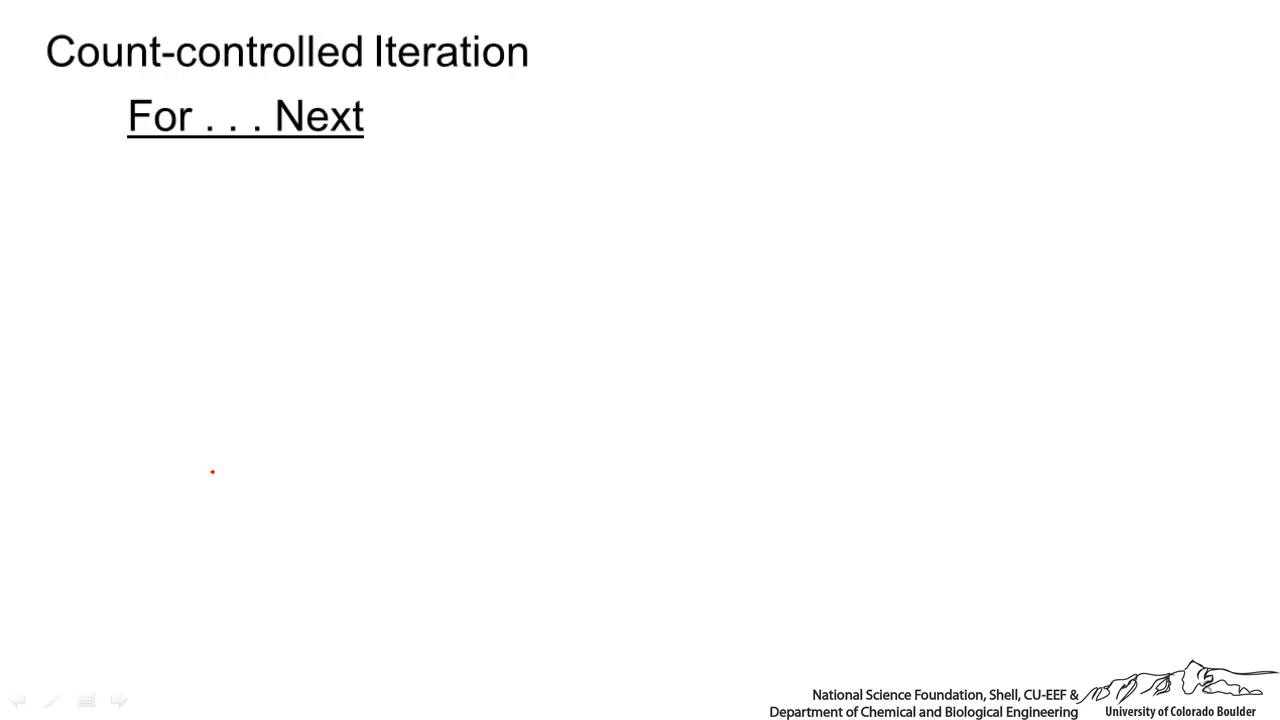 Count-controlled Iteration
For . . . Next
National Science Foundation, Shell, CU-EEF &
Department of Chemical and Biological Engineering
University of Colorado Boulder